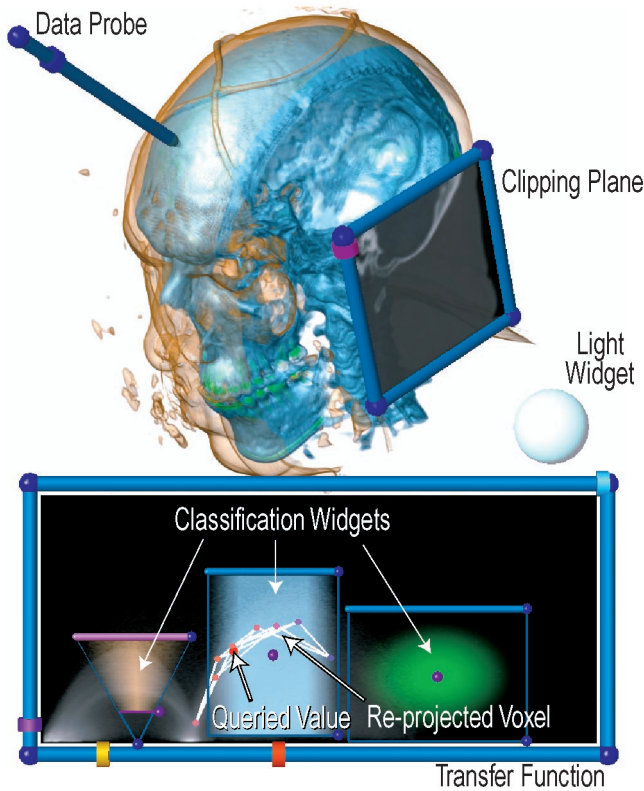 Data Probe
Clipping Plane
Light
Widget
Classification Widgets
Queried Value
Re-projected Voxel
Transfer Function